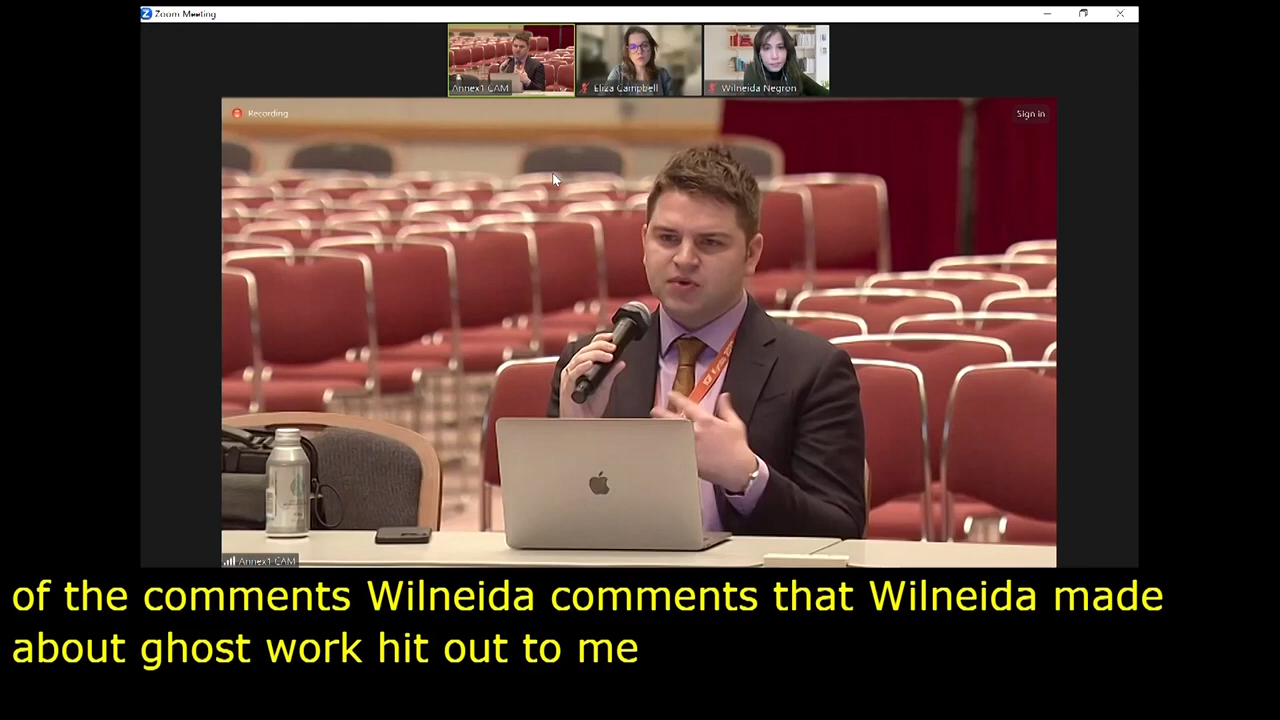 Zoom Meeting
Annex1 CAM
Eliza Campbell
Wilneida Negron
Recording
Sign in
Annex1 CAM
of the comments Wilneida comments that Wilneida made
about ghost work hit out to me